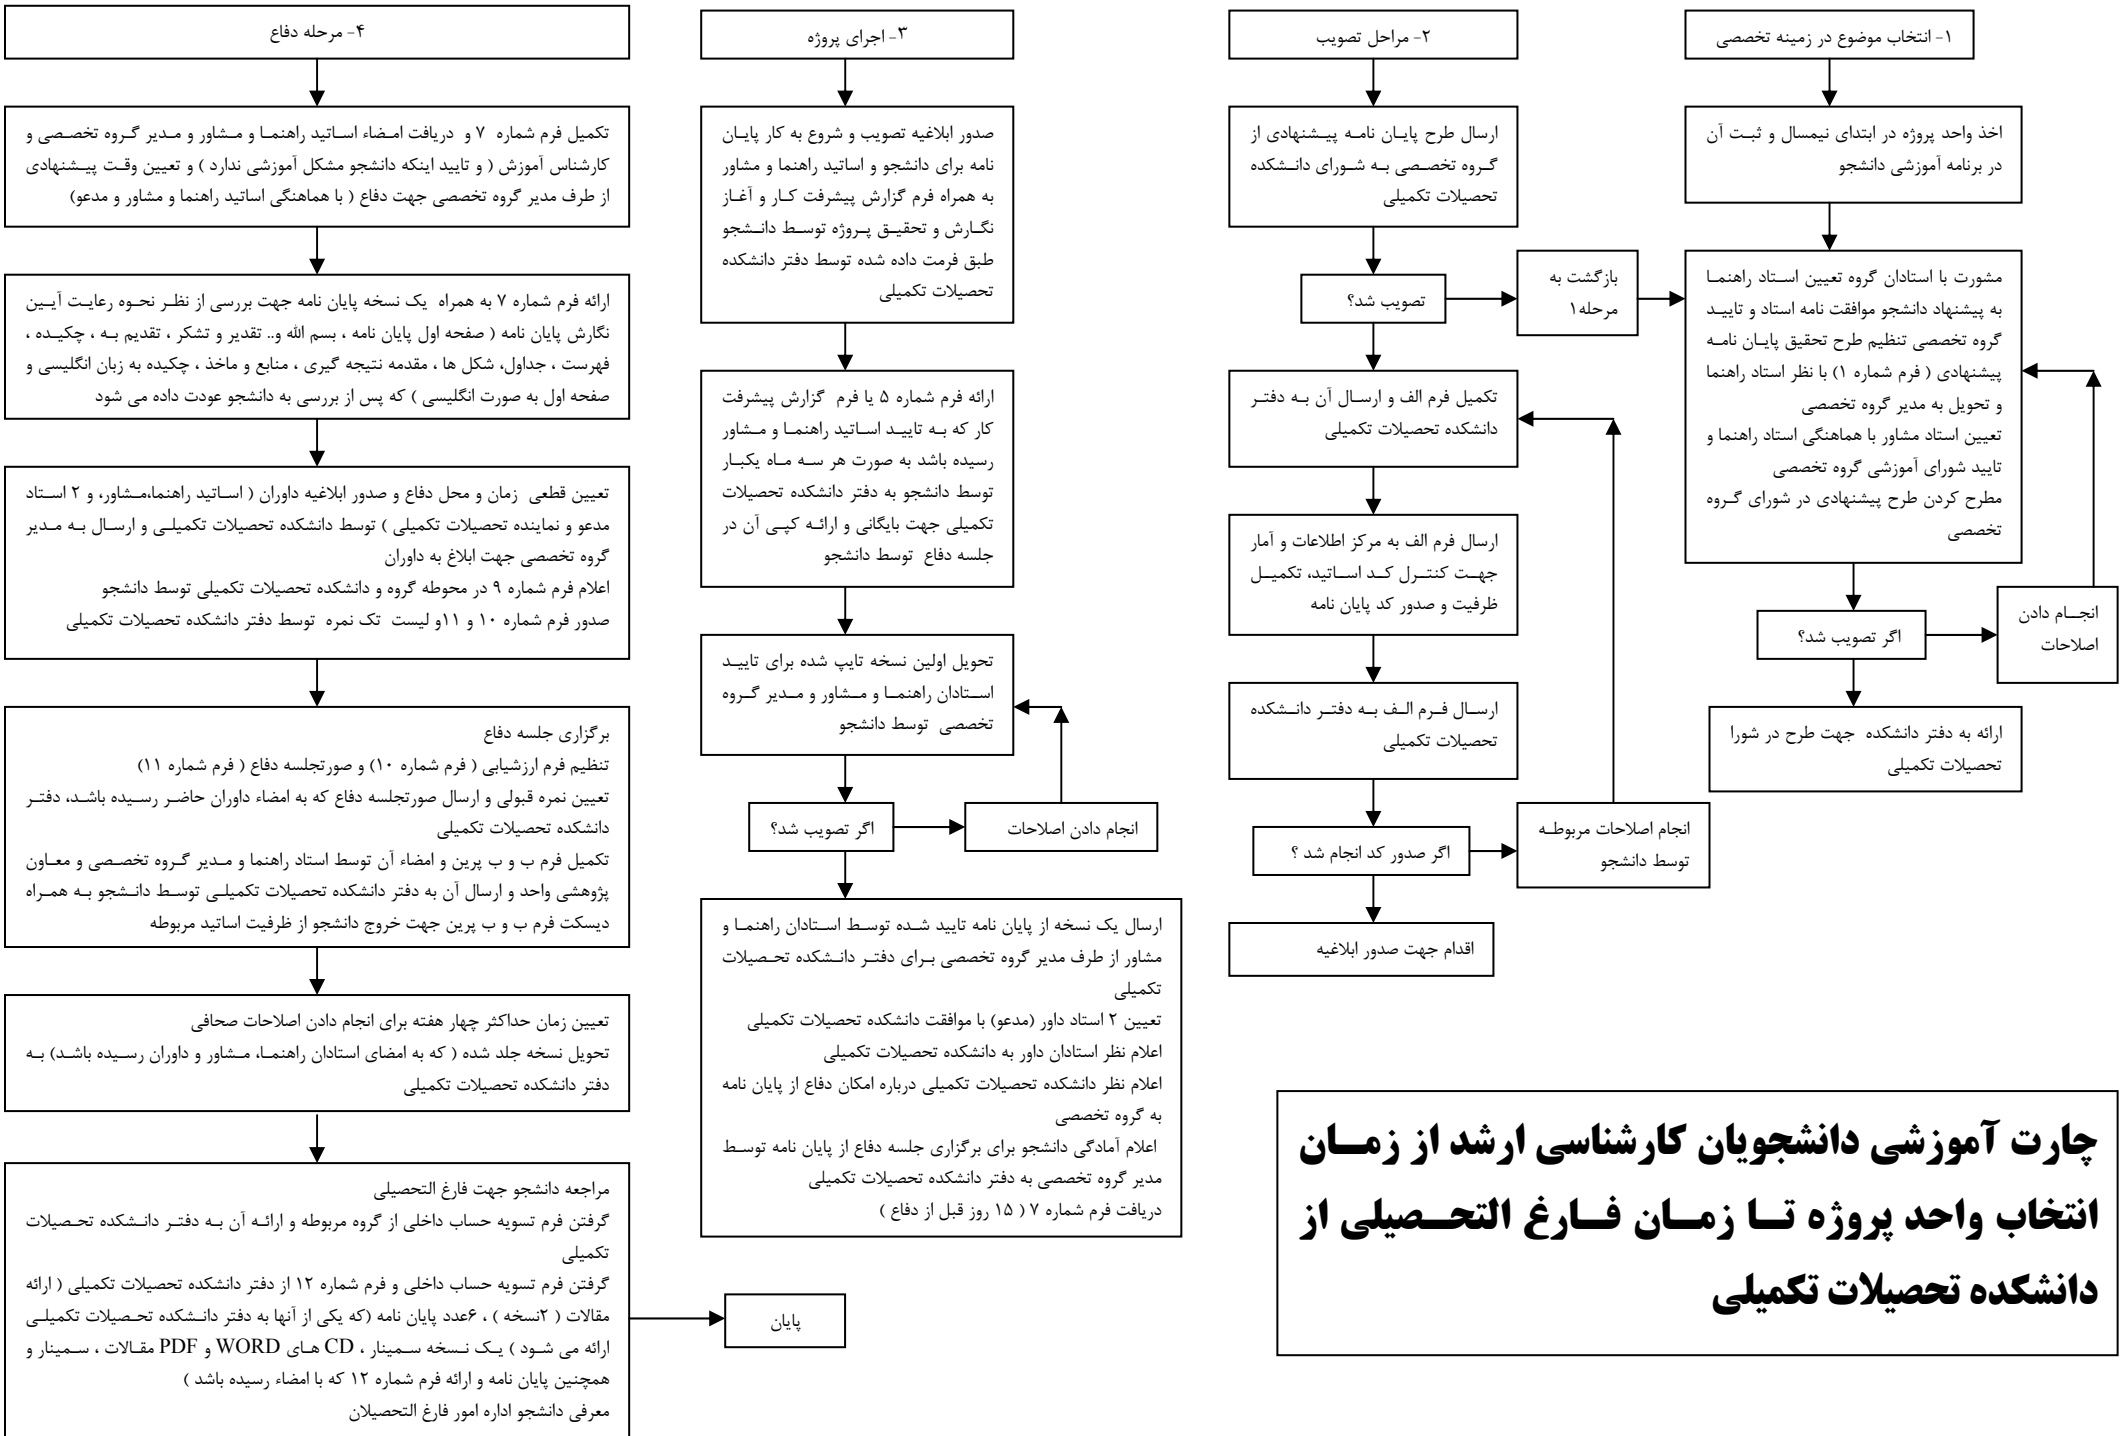 ۱- انتخاب موضوع در زمینه تخصصی
اخذ واحد پروژه در ابتدای نیمسال و ثبت آن
در برنامه آموزشی دانشجو
مشورت با استادان گروه تعیین استاد راهنما
به پیشنهاد دانشجو موافقت نامه استاد و تایید
گروه تخصصی تنظیم طرح تحقیق پایان نامه
پیشنهادی ( فرم شماره ۱) با نظر استاد راهنما
و تحویل به مدیر گروه تخصصی
تعیین استاد مشاور با هماهنگی استاد راهنما و
تایید شورای آموزشی گروه تخصصی
مطرح کردن طرح پیشنهادی در شورای گروه
تخصصی
اگر تصویب شد؟
انجام دادن
اصلاحات
ارائه به دفتر دانشکده جهت طرح در شورا
تحصیلات تکمیلی
۲- مراحل تصویب
ارسال طرح پایان نامه پیشنهادی از
گروه تخصصی به شورای دانشکده
تحصیلات تکمیلی
تصویب شد؟
بازگشت به
مرحله۱
تکمیل فرم الف و ارسال آن به دفتر
دانشکده تحصیلات تکمیلی
ارسال فرم الف به مرکز اطلاعات و آمار
جهت کنترل کد اساتید، تکمیل
ظرفیت و صدور کد پایان نامه
ارسال فرم الف به دفتر دانشکده
تحصیلات تکمیلی
اگر صدور کد انجام شد ؟
انجام اصلاحات مربوطه
توسط دانشجو
اقدام جهت صدور ابلاغیه
۳- اجرای پروژه
صدور ابلاغیه تصویب و شروع به کار پایان
نامه برای دانشجو و اساتید راهنما و مشاور
به همراه فرم گزارش پیشرفت کار و آغاز
نگارش و تحقیق پروژه توسط دانشجو
طبق فرمت داده شده توسط دفتر دانشکده
تحصیلات تکمیلی
ارائه فرم شماره ۵ یا فرم گزارش پیشرفت
کار که به تایید اساتید راهنما و مشاور
رسیده باشد به صورت هر سه ماه یکبار
توسط دانشجو به دفتر دانشکده تحصیلات
تکمیلی جهت بایگانی و ارائه کپی آن در
جلسه دفاع توسط دانشجو
تحویل اولین نسخه تایپ شده برای تایید
استادان راهنما و مشاور و مدیر گروه
تخصصی توسط دانشجو
اگر تصویب شد؟
انجام دادن اصلاحات
ارسال یک نسخه از پایان نامه تایید شده توسط استادان راهنما و
مشاور از طرف مدیر گروه تخصصی برای دفتر دانشکده تحصیلات
تکمیلی
تعیین ۲ استاد داور (مدعو) با موافقت دانشکده تحصیلات تکمیلی
اعلام نظر استادان داور به دانشکده تحصیلات تکمیلی
اعلام نظر دانشکده تحصیلات تکمیلی درباره امکان دفاع از پایان نامه
به گروه تخصصی
اعلام آمادگی دانشجو برای برگزاری جلسه دفاع از پایان نامه توسط
مدیر گروه تخصصی به دفتر دانشکده تحصیلات تکمیلی
دریافت فرم شماره ۷ ( ۱۵ روز قبل از دفاع )
۴- مرحله دفاع
تکمیل فرم شماره ۷ و دریافت امضاء اساتید راهنما و مشاور و مدیر گروه تخصصی و
کارشناس آموزش ( و تایید اینکه دانشجو مشکل آموزشی ندارد ) و تعیین وقت پیشنهادی
از طرف مدیر گروه تخصصی جهت دفاع ( با هماهنگی اساتید راهنما و مشاور و مدعو)
ارائه فرم شماره ۷ به همراه یک نسخه پایان نامه جهت بررسی از نظر نحوه رعایت آیین
نگارش پایان نامه ( صفحه اول پایان نامه ، بسم الله و.. تقدیر و تشکر ، تقدیم به ، چکیده ،
فهرست ، جداول، شکل ها ، مقدمه نتیجه گیری ، منابع و ماخذ ، چکیده به زبان انگلیسی و
صفحه اول به صورت انگلیسی ) که پس از بررسی به دانشجو عودت داده می شود
تعیین قطعی زمان و محل دفاع و صدور ابلاغیه داوران ( اساتید راهنما،مشاور، و ۲ استاد
مدعو و نماینده تحصیلات تکمیلی ) توسط دانشکده تحصیلات تکمیلی و ارسال به مدیر
گروه تخصصی جهت ابلاغ به داوران
اعلام فرم شماره ۹ در محوطه گروه و دانشکده تحصیلات تکمیلی توسط دانشجو
صدور فرم شماره ۱۰ و ۱۱و لیست تک نمره توسط دفتر دانشکده تحصیلات تکمیلی
برگزاری جلسه دفاع
تنظیم فرم ارزشیابی ( فرم شماره ۱۰) و صورتجلسه دفاع ( فرم شماره ۱۱)
تعیین نمره قبولی و ارسال صورتجلسه دفاع که به امضاء داوران حاضر رسیده باشد، دفتر
دانشکده تحصیلات تکمیلی
تکمیل فرم ب و ب پرین و امضاء آن توسط استاد راهنما و مدیر گروه تخصصی و معاون
پژوهشی واحد و ارسال آن به دفتر دانشکده تحصیلات تکمیلی توسط دانشجو به همراه
دیسکت فرم ب و ب پرین جهت خروج دانشجو از ظرفیت اساتید مربوطه
تعیین زمان حداکثر چهار هفته برای انجام دادن اصلاحات صحافی
تحویل نسخه جلد شده ( که به امضای استادان راهنما، مشاور و داوران رسیده باشد) به
دفتر دانشکده تحصیلات تکمیلی
مراجعه دانشجو جهت فارغ التحصیلی
گرفتن فرم تسویه حساب داخلی از گروه مربوطه و ارائه آن به دفتر دانشکده تحصیلات
تکمیلی
گرفتن فرم تسویه حساب داخلی و فرم شماره ۱۲ از دفتر دانشکده تحصیلات تکمیلی ( ارائه
مقالات ( ۲نسخه ) ، ۶عدد پایان نامه (که یکی از آنها به دفتر دانشکده تحصیلات تکمیلی
ارائه می شود ) یک نسخه سمینار ، CD های WORD و PDF مقالات ، سمینار و
همچنین پایان نامه و ارائه فرم شماره ۱۲ که با امضاء رسیده باشد )
معرفی دانشجو اداره امور فارغ التحصیلان
پایان
چارت آموزشی دانشجویان کارشناسی ارشد از زمان
انتخاب واحد پروژه تا زمان فارغ التحصیلی از
دانشکده تحصیلات تکمیلی